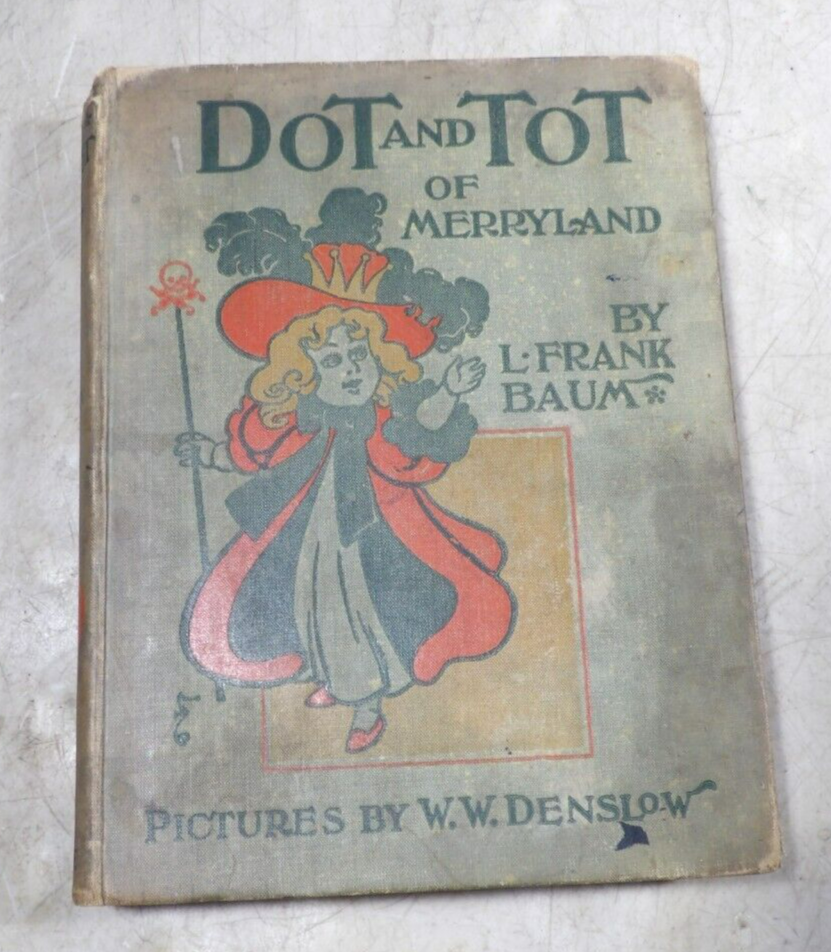 DOT AND TOT
OF
MERRYLAND
BY
L. FRANK
BAUM
PICTURES BY W.W. DENSLOW